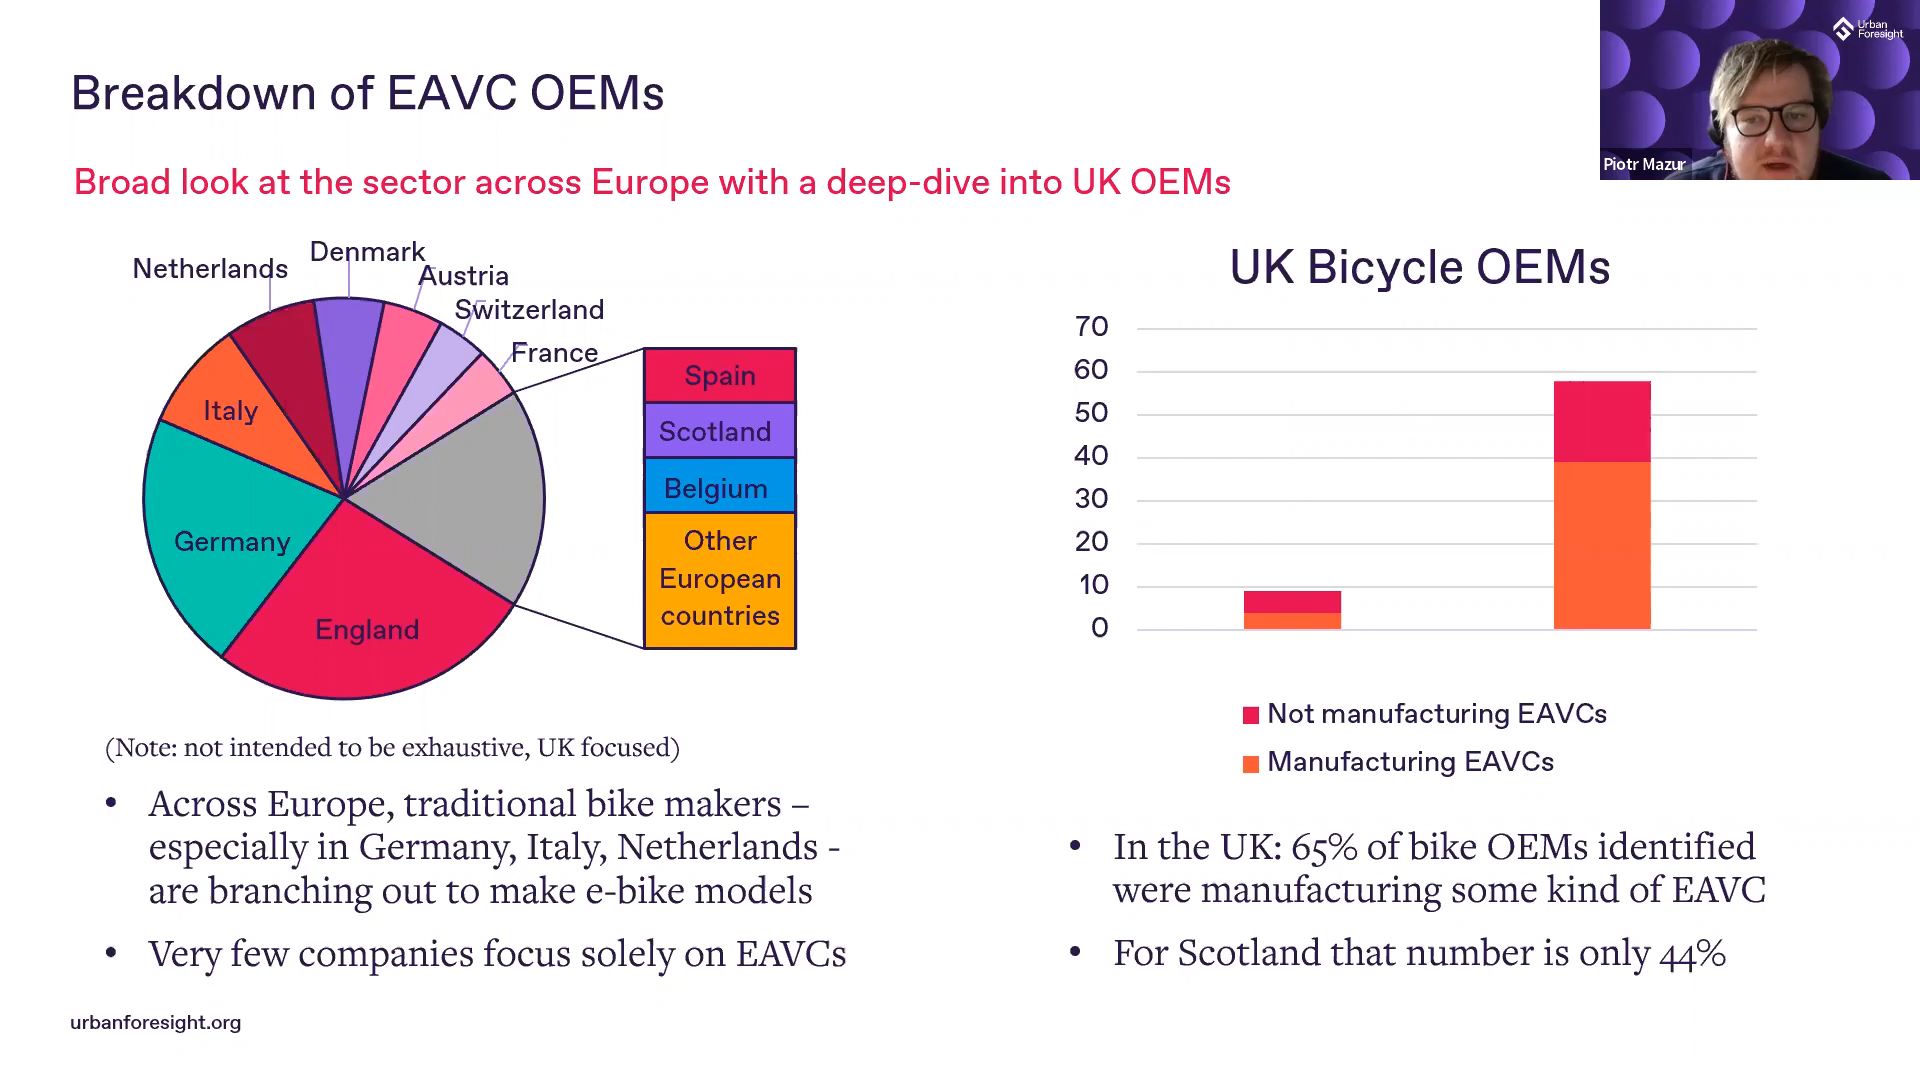 Urban
Foresight
Piotr Mazur
Breakdown of EAVC OEMs
Broad look at the sector across Europe with a deep-dive into UK OEMs
Netherlands
Denmark
Austria
Switzerland
France
Italy
Germany
England
Spain
Scotland
Belgium
Other
European
countries
(Note: not intended to be exhaustive, UK focused)
• Across Europe, traditional bike makers –
especially in Germany, Italy, Netherlands -
are branching out to make e-bike models
• Very few companies focus solely on EAVCs
UK Bicycle OEMs
70
60
50
40
30
20
10
0
Not manufacturing EAVCs
Manufacturing EAVCs
• In the UK: 65% of bike OEMs identified
were manufacturing some kind of EAVC
• For Scotland that number is only 44%
urbanforesight.org